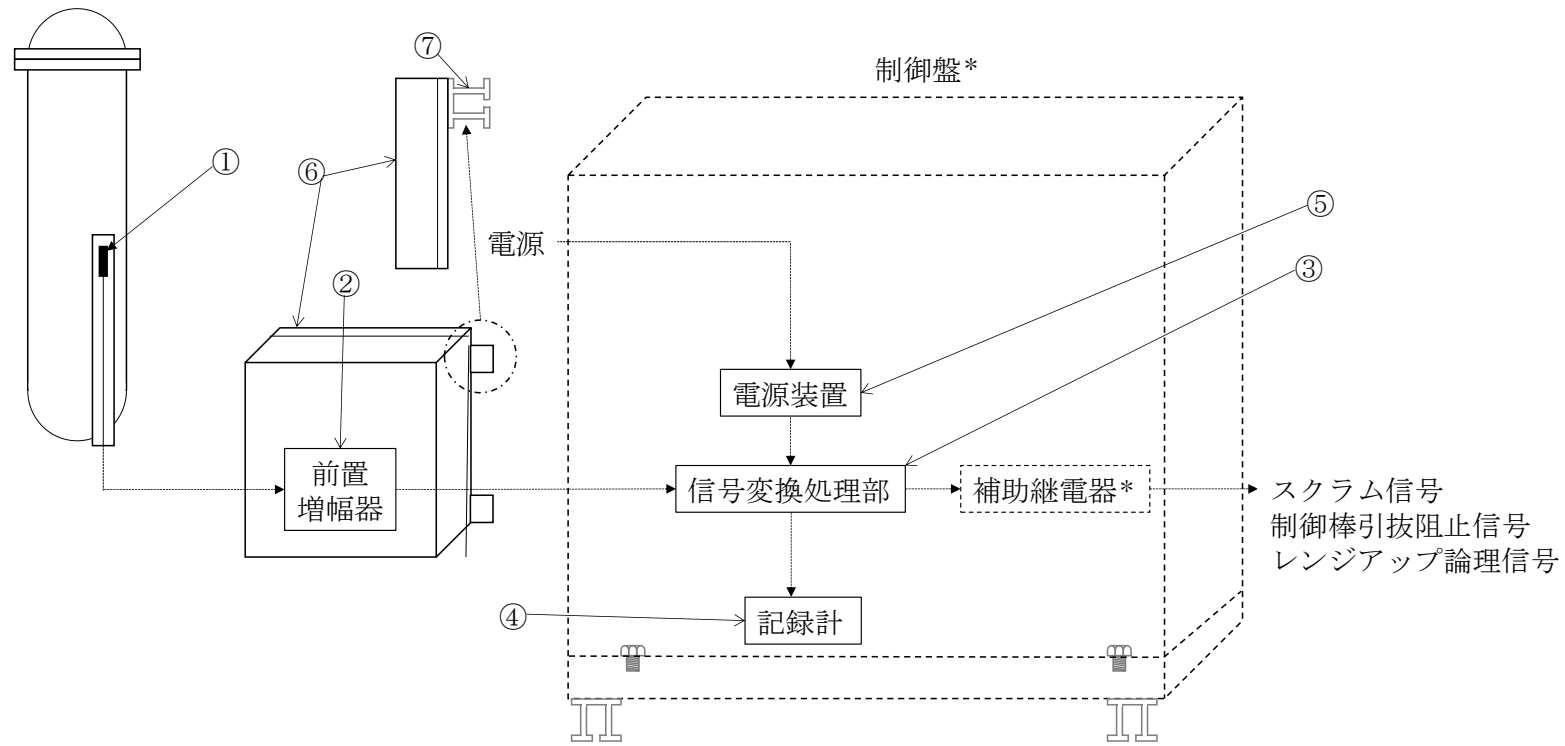 ⑦
制御盤*
①
⑥
⑤
電源
③
②
電源装置
前置
増幅器
信号変換処理部
補助継電器*
スクラム信号
制御棒引抜阻止信号
レンジアップ論理信号
④
記録計